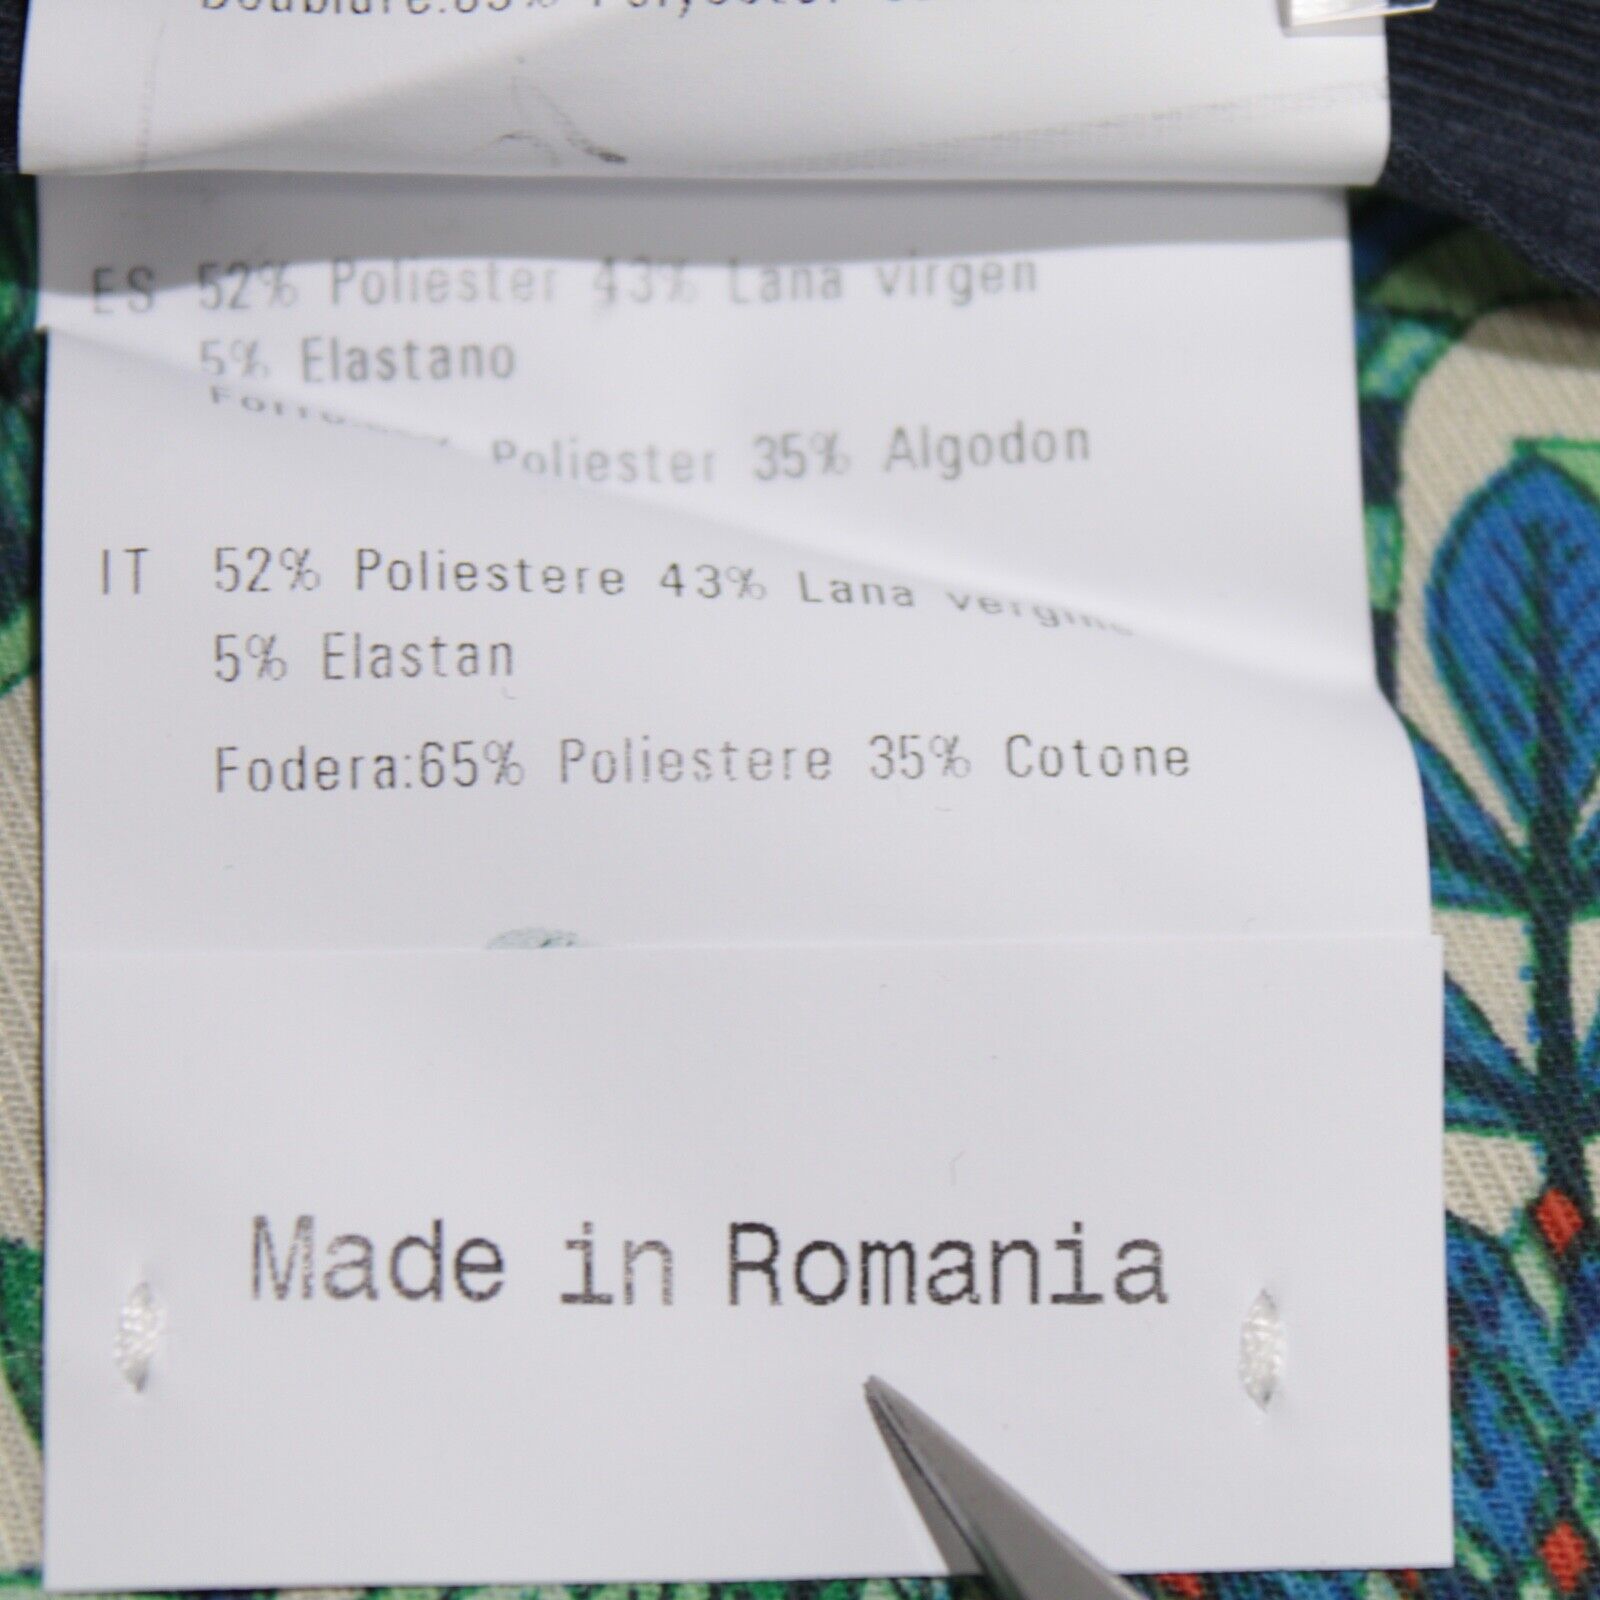 ES 52% Poliester 43% Lana virgen
5% Elastano
Poliester 35% Algodon
IT 52% Poliestere 43% Lana vergine
5% Elastan
Fodera:65% Poliestere 35% Cotone
Made in Romania